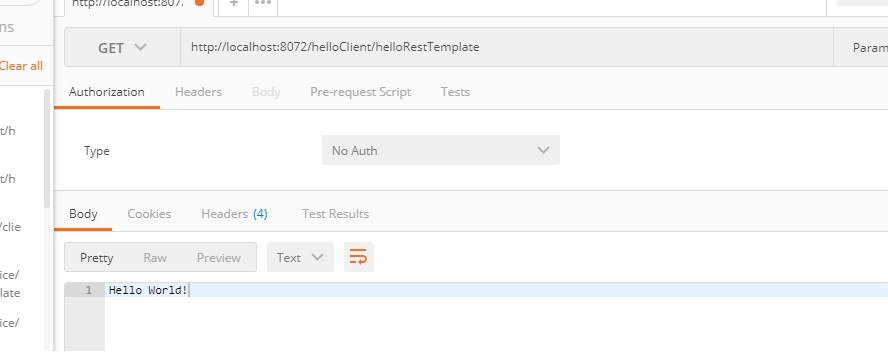 http://localhost:807.
ns
GET http://localhost:8072/helloClient/helloRestTemplate Param
Clear all
Authorization Headers Body Pre-request Script Tests
t/h
Type No Auth
t/h
Body Cookies Headers (4) Test Results
/clie
Pretty Raw Preview Text
ice/
late
1 Hello World!
ice/